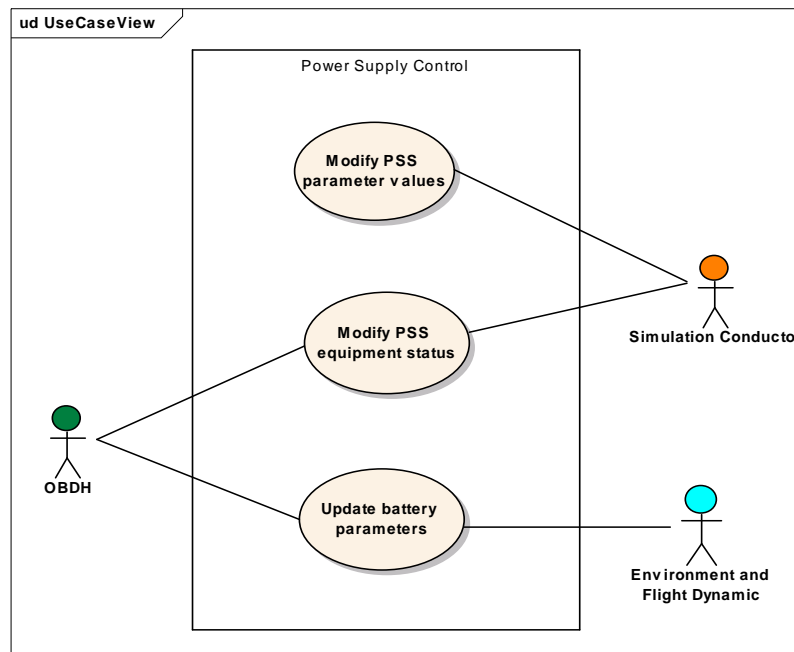 ud UseCaseView
Power Supply Control
Modify PSS
parameter values
Modify PSS
equipment status
Simulation Conducto
OBDH
Update battery
parameters
Environment and
Flight Dynamic